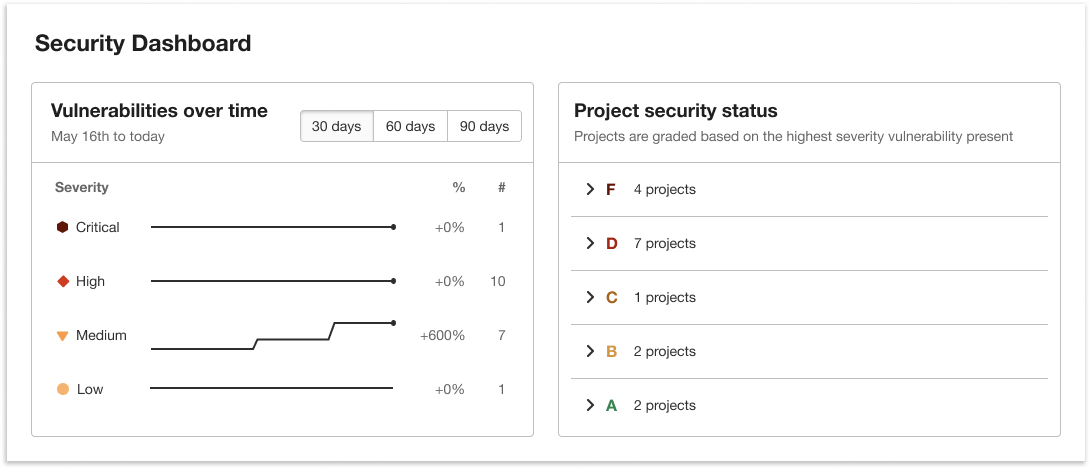 Security Dashboard
Vulnerabilities over time
May 16th to today
30 days 60 days 90 days
Severity % #
Critical +0% 1
High +0% 10
Medium +600% 7
Low +0% 1
Project security status
Projects are graded based on the highest severity vulnerability present
F 4 projects
D 7 projects
C 1 projects
B 2 projects
A 2 projects